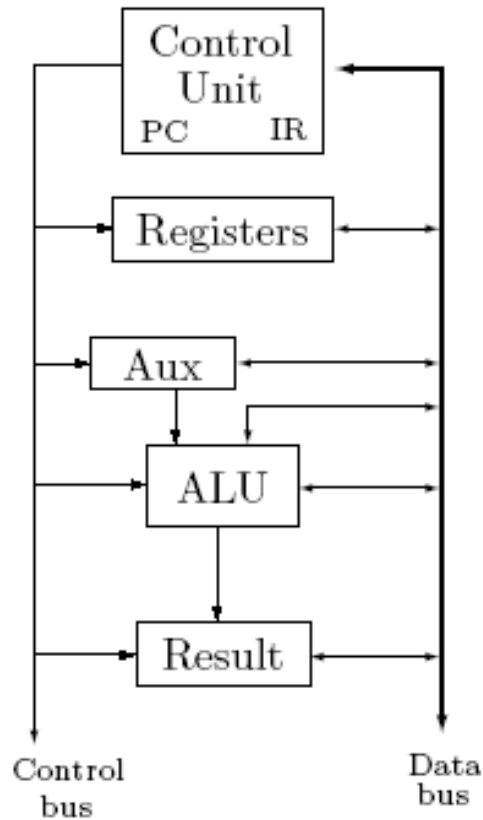 Control
Unit
PC IR
Registers
Aux
ALU
Result
Control
bus
Data
bus